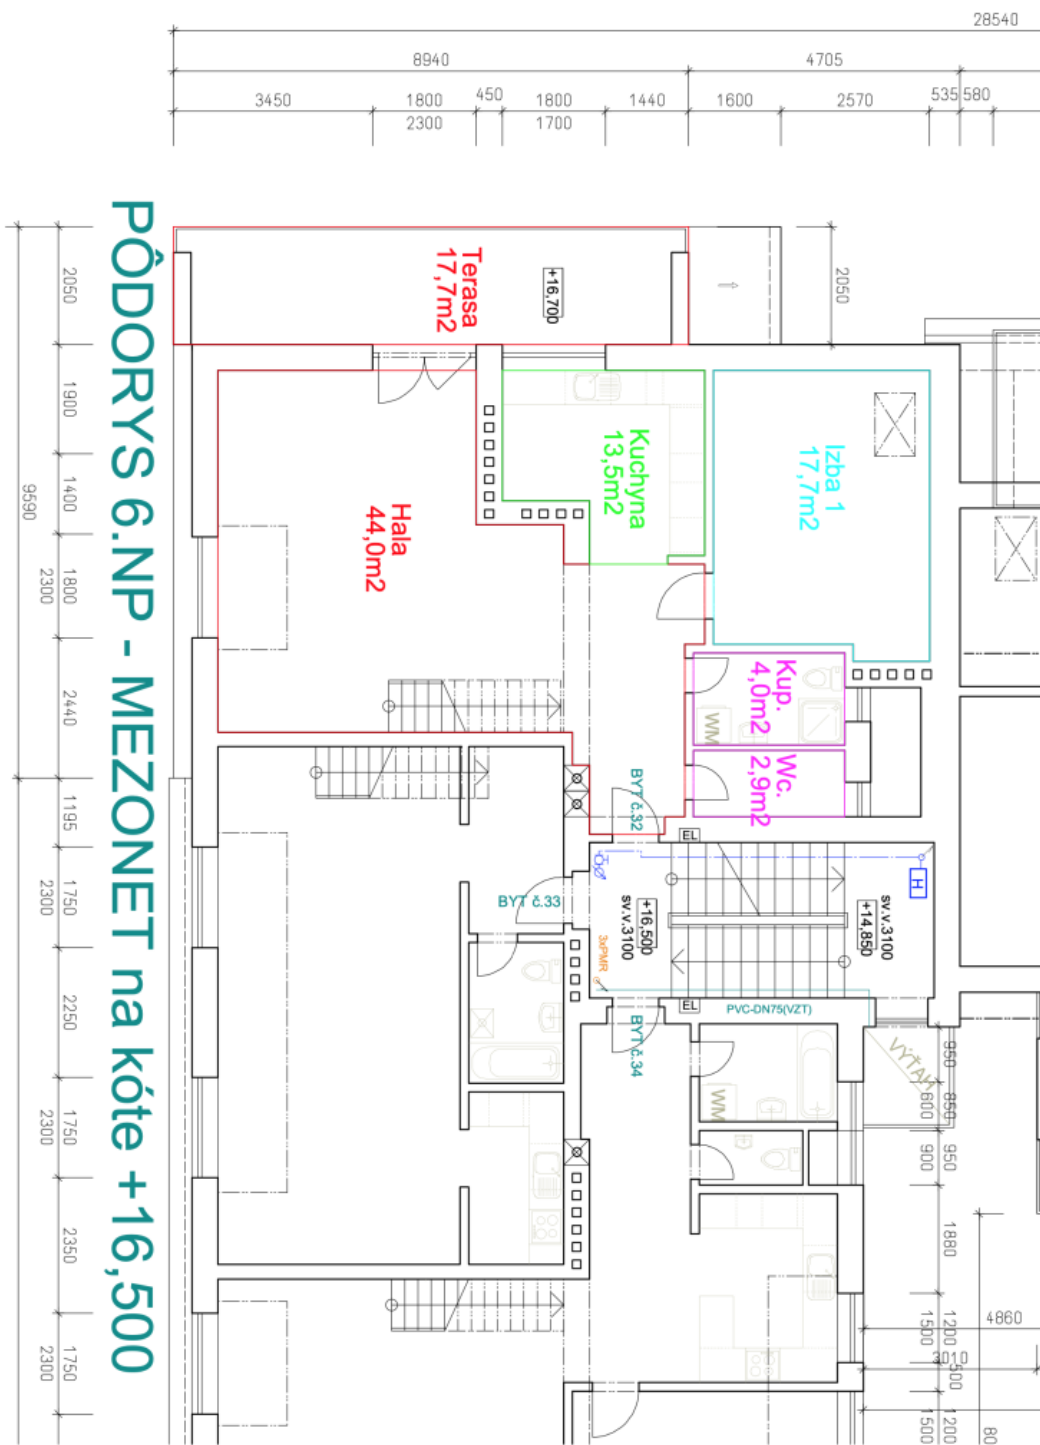 28540
8940
4705
3450
1800
450
1800
1440
1600
2570
535
580
2300
1700
PÔDORYS 6.NP - MEZONET na kóte +16,500
Terasa
17,7m2
+16,700
2050
2050
1900
1400
9590
1800
2300
2440
1195
1750
2300
2250
1750
2300
2350
1750
2300
Kuchyna
13,5m2
Izba 1
17,7m2
Hala
44,0m2
Kup.
4,0m2
WM
Wc.
2,9m2
BYT č.32
EL
H
BYT č.33
+16,500
sv.v.3100
sv.v.3100
+14,850
3xPMR
EL
PVC-DN75(VZT)
BYT č.34
VÝŤAH
WM
950
850
600
950
900
1880
4860
1200
1500
3010
1200
1500
80